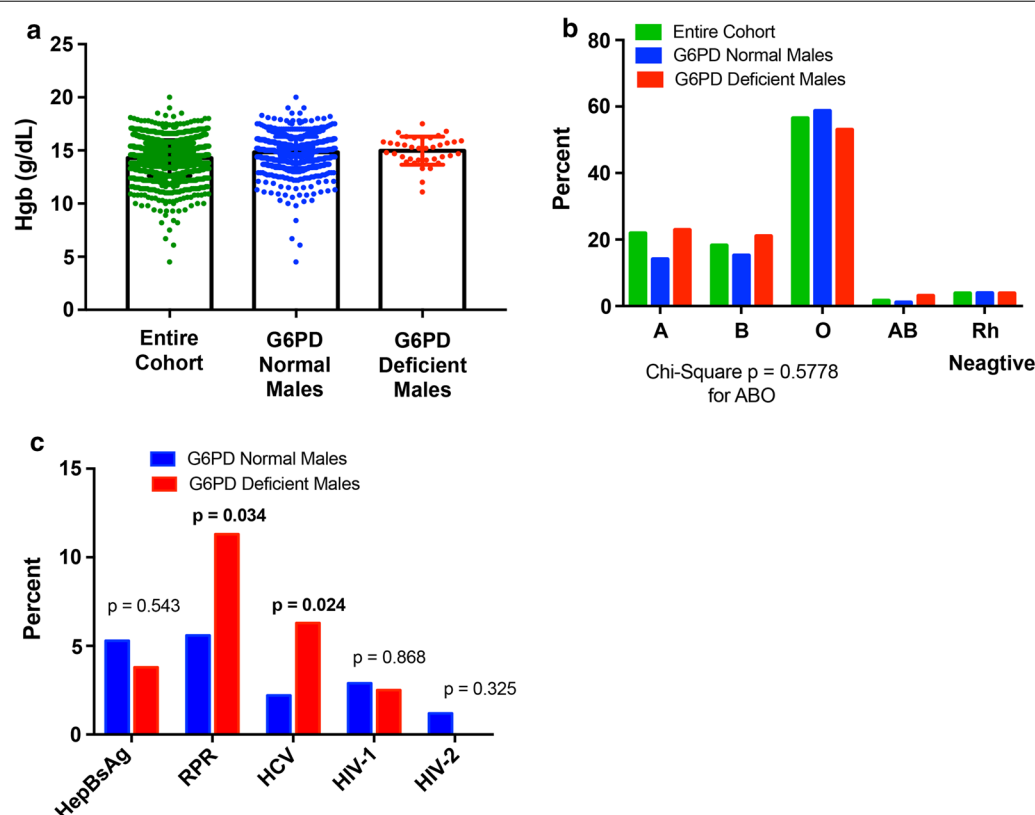 a
25
20
15
10
5
0
Hgb (g/dL)
Entire
Cohort
G6PD
Normal
Males
G6PD
Deficient
Males
b
Entire Cohort
G6PD Normal Males
G6PD Deficient Males
80
60
40
20
0
Percent
A
B
O
AB
Rh
Neagtive
Chi-Square p = 0.5778
for ABO
c
G6PD Normal Males
G6PD Deficient Males
15
10
5
0
Percent
p = 0.543
p = 0.034
p = 0.024
p = 0.868
p = 0.325
HepBsAg
RPR
HCV
HIV-1
HIV-2